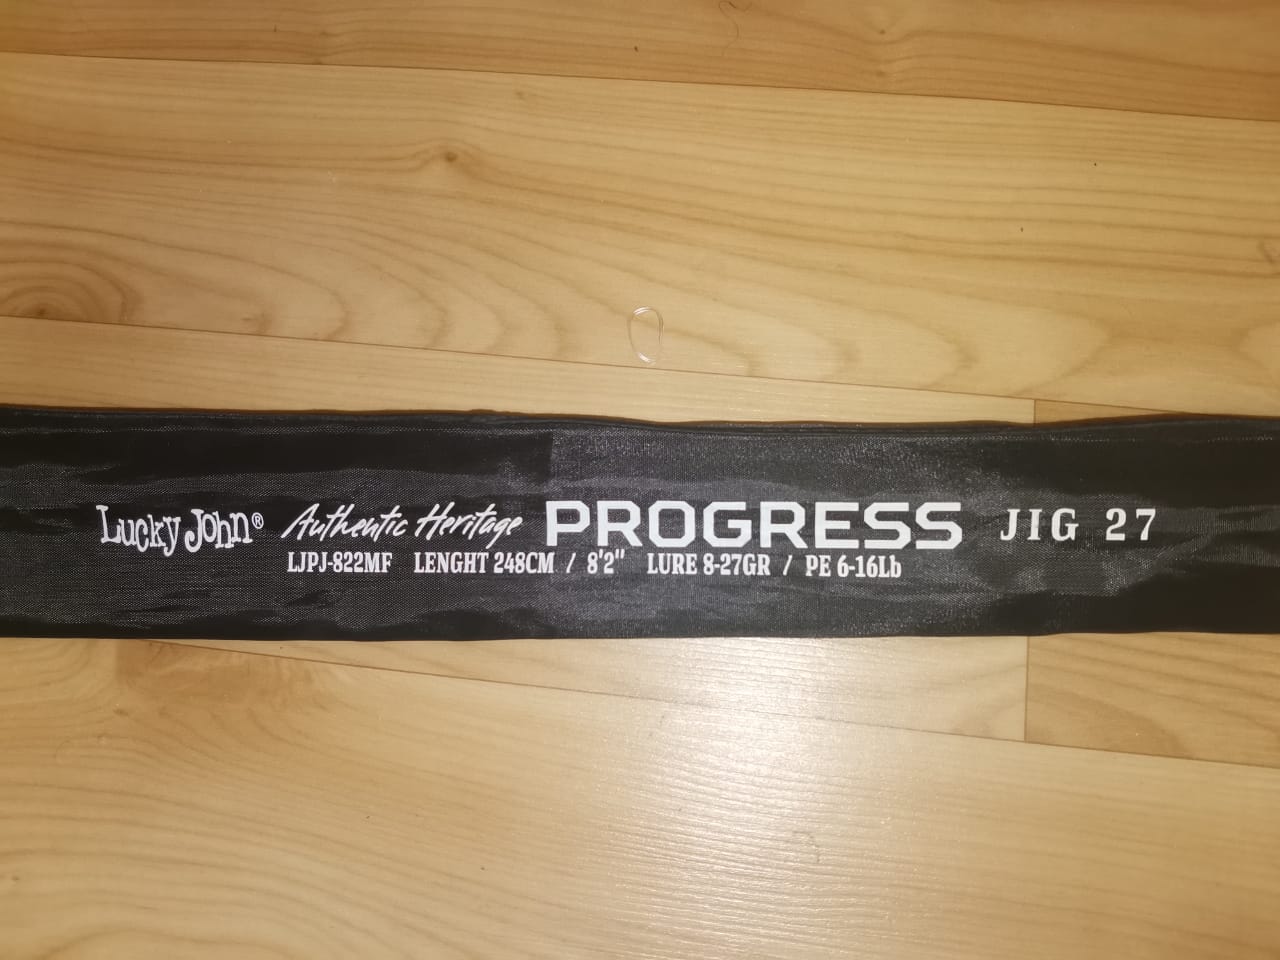 Lucky John® Authentic Heritage PROGRESS JIG 27
LJPJ-822MF LENGHT 248CM / 8'2" LURE 8-27GR / PE 6-16Lb